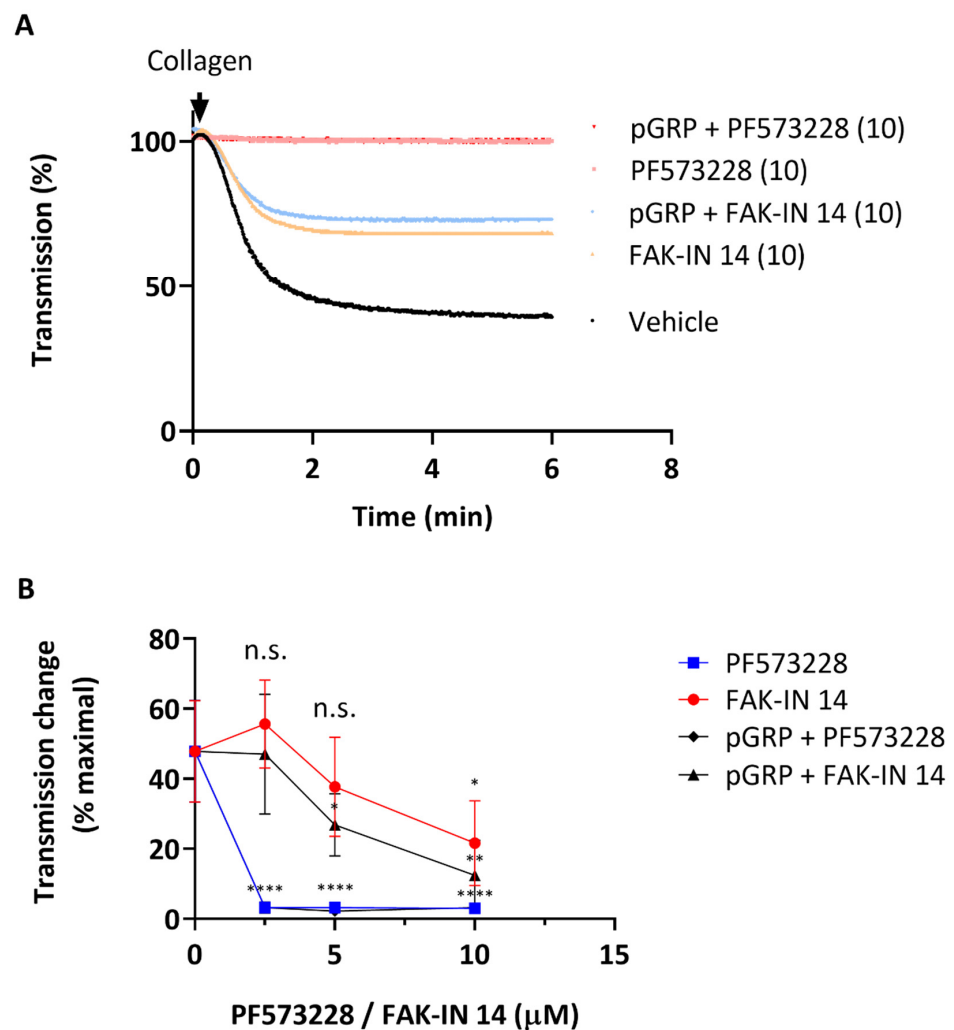 A
Collagen
100
50
0
0 2 4 6 8
Transmission (%)
Time (min)
pGRP + PF573228 (10)
PF573228 (10)
pGRP + FAK-IN 14 (10)
FAK-IN 14 (10)
Vehicle
B
80
60
40
20
0
0 5 10 15
Transmission change
(% maximal)
n.s.
n.s.
*
*
**
**** **** ****
PF573228 / FAK-IN 14 (μM)
PF573228
FAK-IN 14
pGRP + PF573228
pGRP + FAK-IN 14